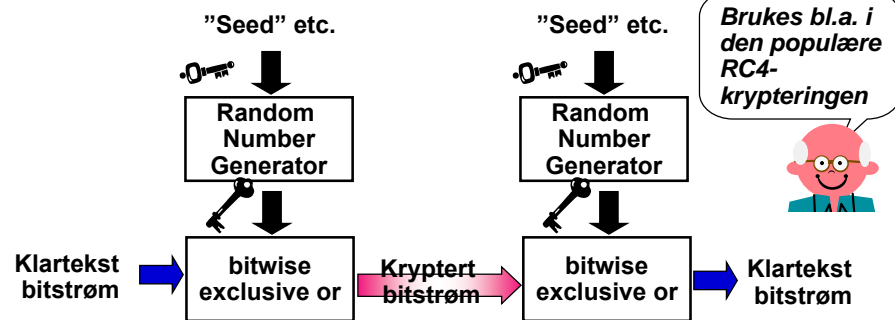 ”Seed” etc.
Random
Number
Generator
Klartekst
bitstrøm
bitwise
exclusive or
Kryptert
bitstrøm
”Seed” etc.
Random
Number
Generator
bitwise
exclusive or
Klartekst
bitstrøm
Brukes bl.a. i
den populære
RC4-
krypteringen